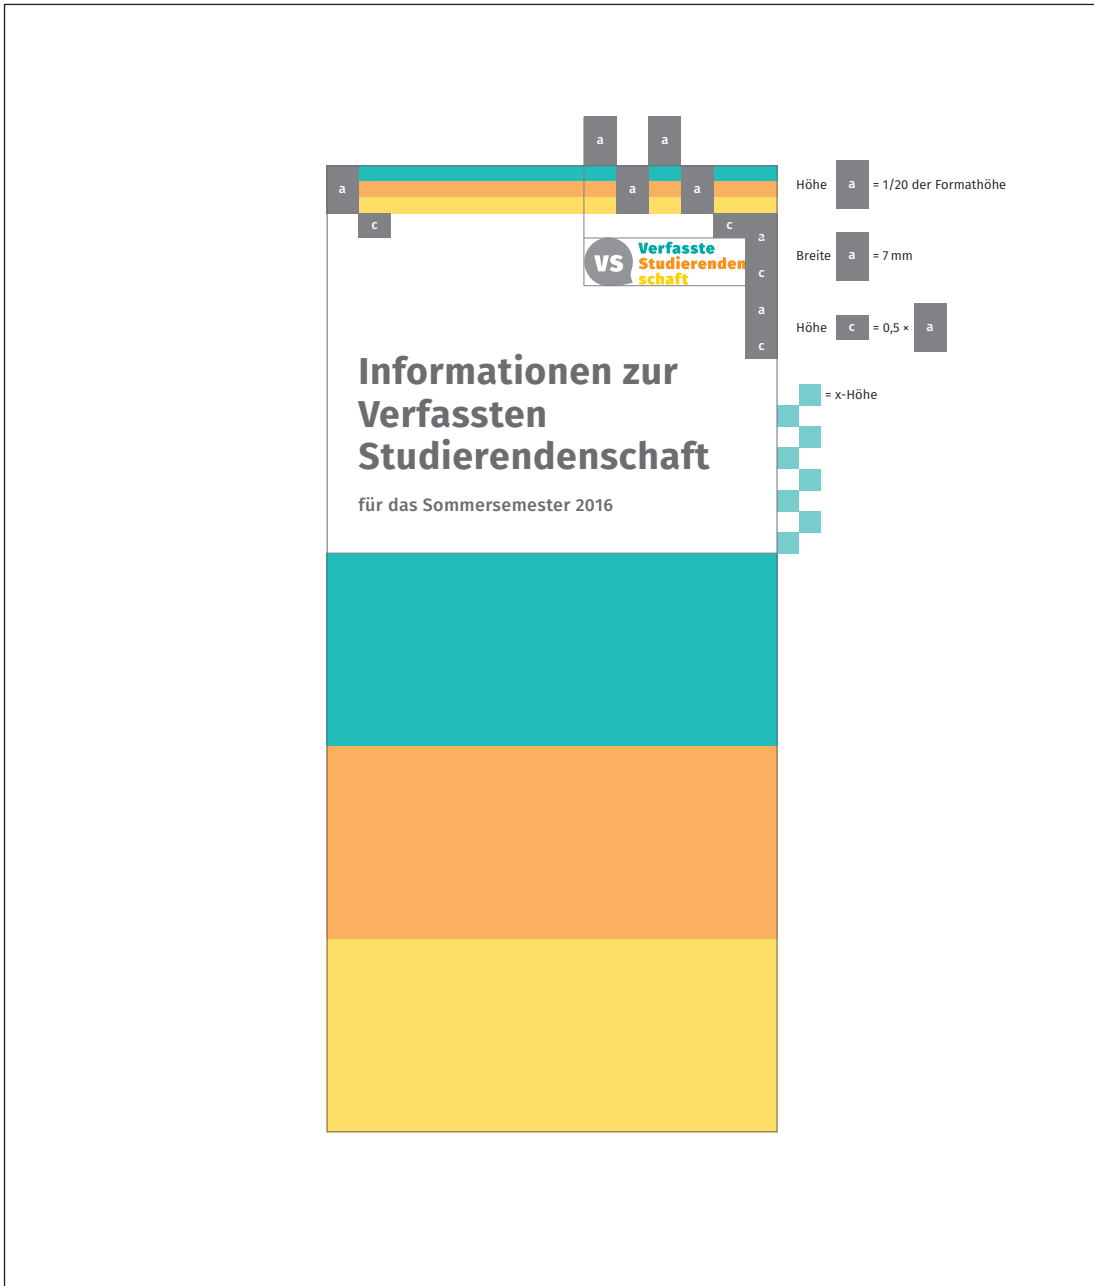 a a
a a a
c c a
c
a
c
VS
Verfasste
Studierenden
schaft
Informationen zur
Verfassten
Studierendenschaft
für das Sommersemester 2016
Höhe a = 1/20 der Formathöhe
Breite a = 7 mm
Höhe c = 0,5 × a
= x-Höhe